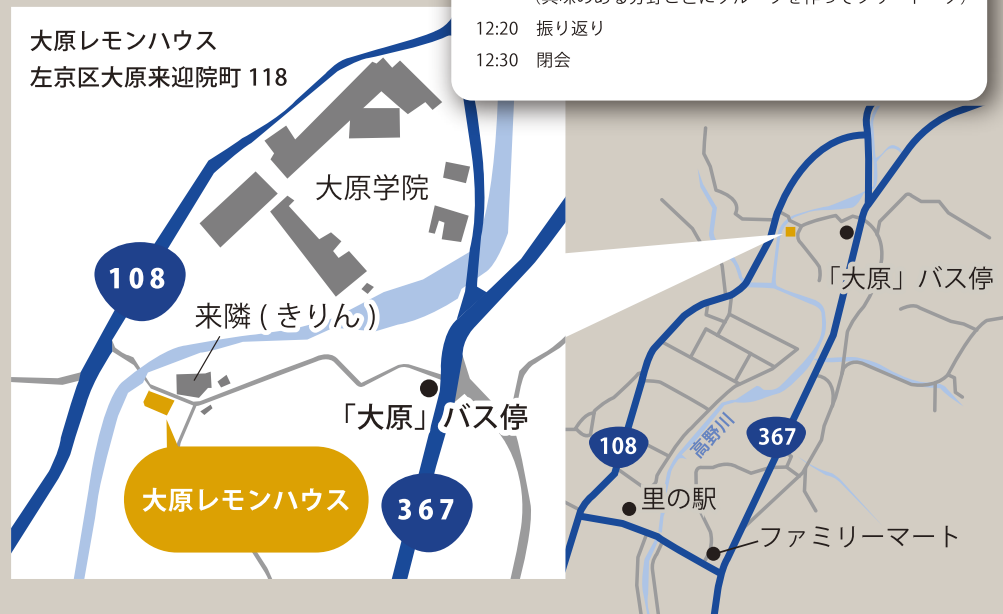 12:20 振り返り
12:30 閉会
大原レモンハウス
左京区大原来迎院町 118
大原学院
108
来隣 ( きりん )
「大原」バス停
大原レモンハウス
367
「大原」バス停
高野川
108
367
里の駅
ファミリーマート